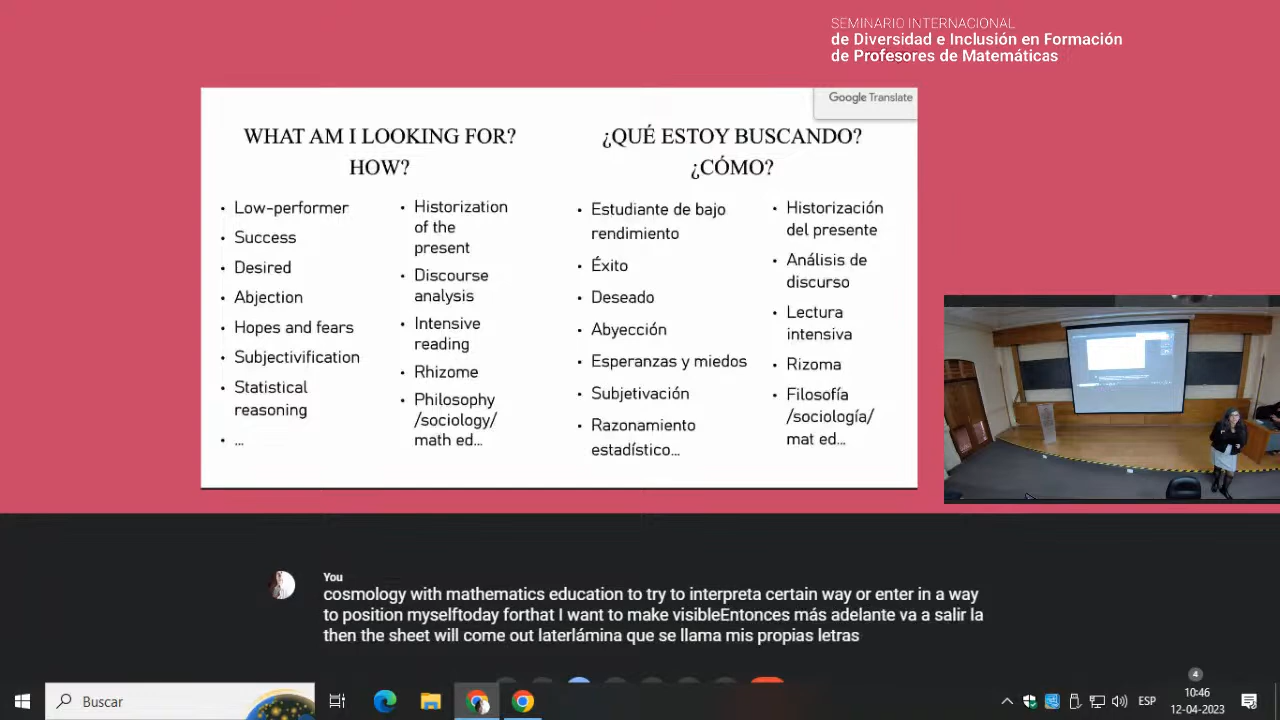 SEMINARIO INTERNACIONAL
de Diversidad e Inclusión en Formación
de Profesores de Matemáticas
Google Translate
WHAT AM I LOOKING FOR?
HOW?
• Low-performer
• Success
• Desired
• Abjection
• Hopes and fears
• Subjectivification
• Statistical
reasoning
• ...
• Historization
of the
present
• Discourse
analysis
• Intensive
reading
• Rhizome
• Philosophy
/sociology/
math ed...
¿QUÉ ESTOY BUSCANDO?
¿CÓMO?
• Estudiante de bajo
rendimiento
• Éxito
• Deseado
• Abyección
• Esperanzas y miedos
• Subjetivación
• Razonamiento
estadístico...
• Historización
del presente
• Análisis de
discurso
• Lectura
intensiva
• Rizoma
• Filosofía
/sociología/
mat ed...
You
cosmology with mathematics education to try to interpreta certain way or enter in a way
to position myselftoday forthat I want to make visibleEntonces más adelante va a salir la
then the sheet will come out laterlámina que se llama mis propias letras
4
Buscar
ESP
10:46
12-04-2023